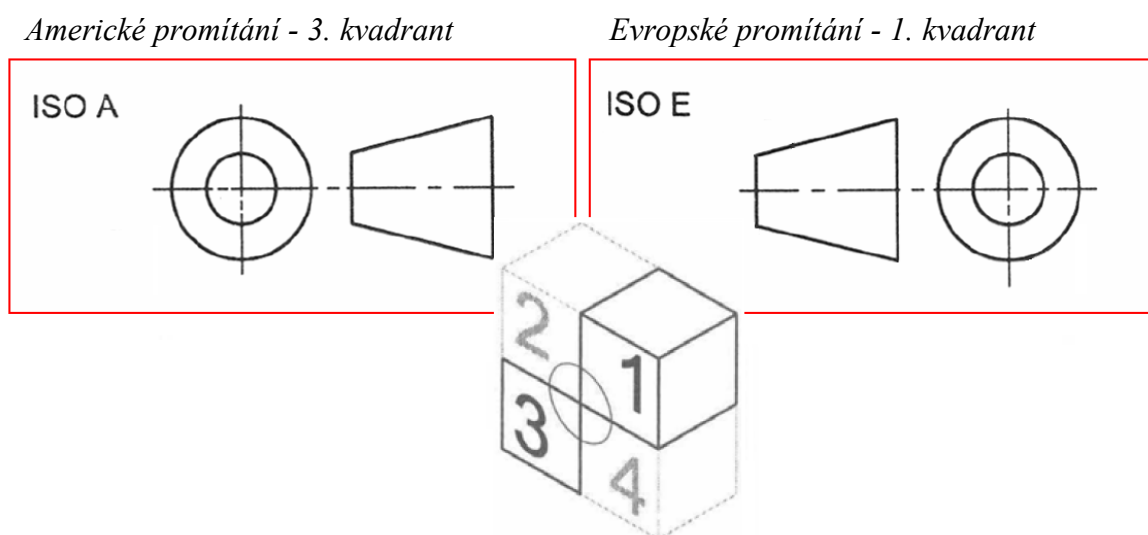 Americké promítání - 3. kvadrant
Evropské promítání - 1. kvadrant
ISO A
ISO E
2
1
3
4